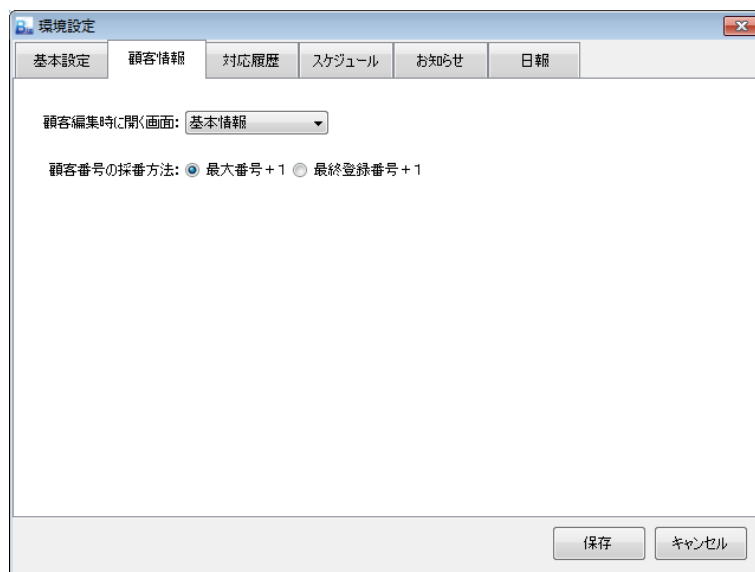 環境設定
基本設定 顧客情報 対応履歴 スケジュール お知らせ 日報
顧客編集時に開く画面: 基本情報
顧客番号の採番方法: 最大番号+1 最終登録番号+1
保存 キャンセル